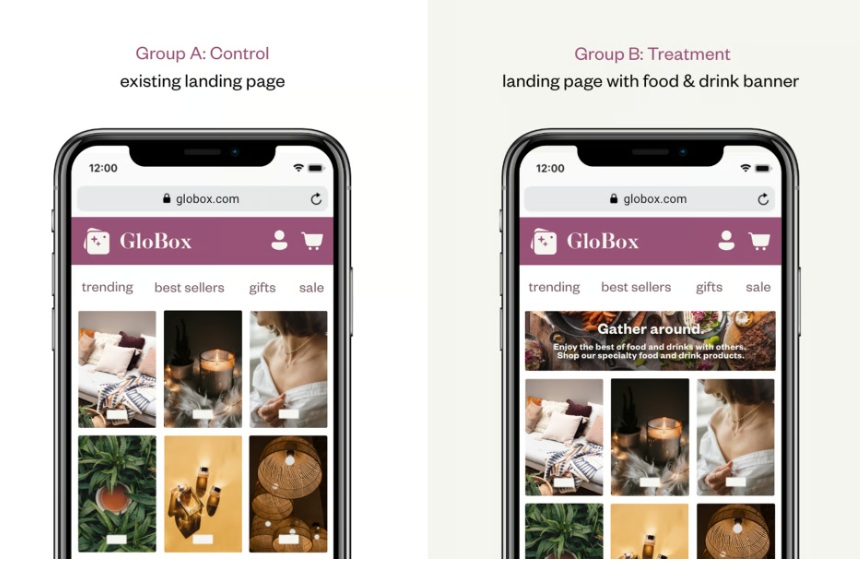 Group A: Control
existing landing page
12:00
globox.com
GloBox
trending best sellers gifts sale
Group B: Treatment
landing page with food & drink banner
12:00
globox.com
GloBox
trending best sellers gifts sale
Gather around.
Enjoy the best of food and drinks with others.
Shop our specialty food and drink products.